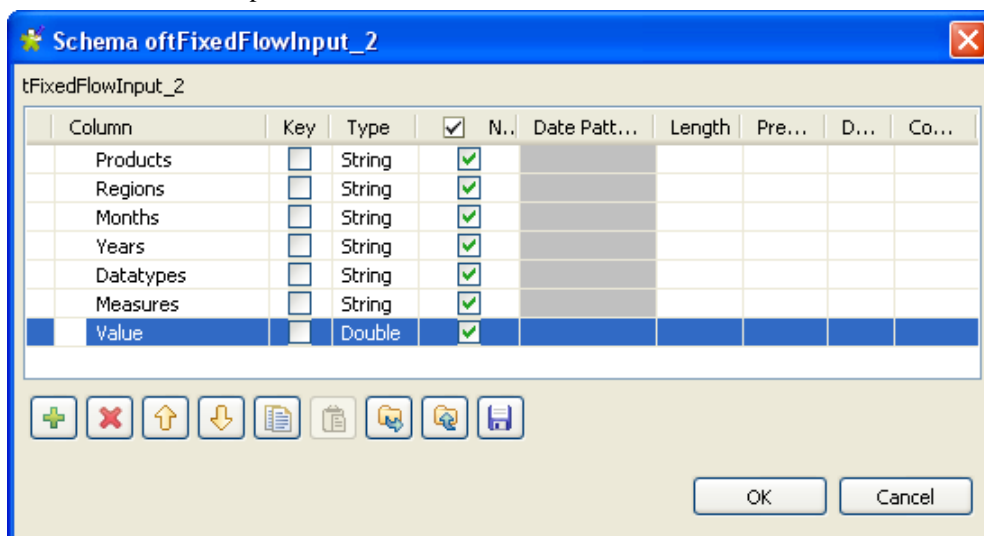 Schema oftFixedFlowInput_2
tFixedFlowInput_2
Column Key Type N.. Date Patt... Length Pre... D... Co...
Products String
Regions String
Months String
Years String
Datatypes String
Measures String
Value Double
OK Cancel